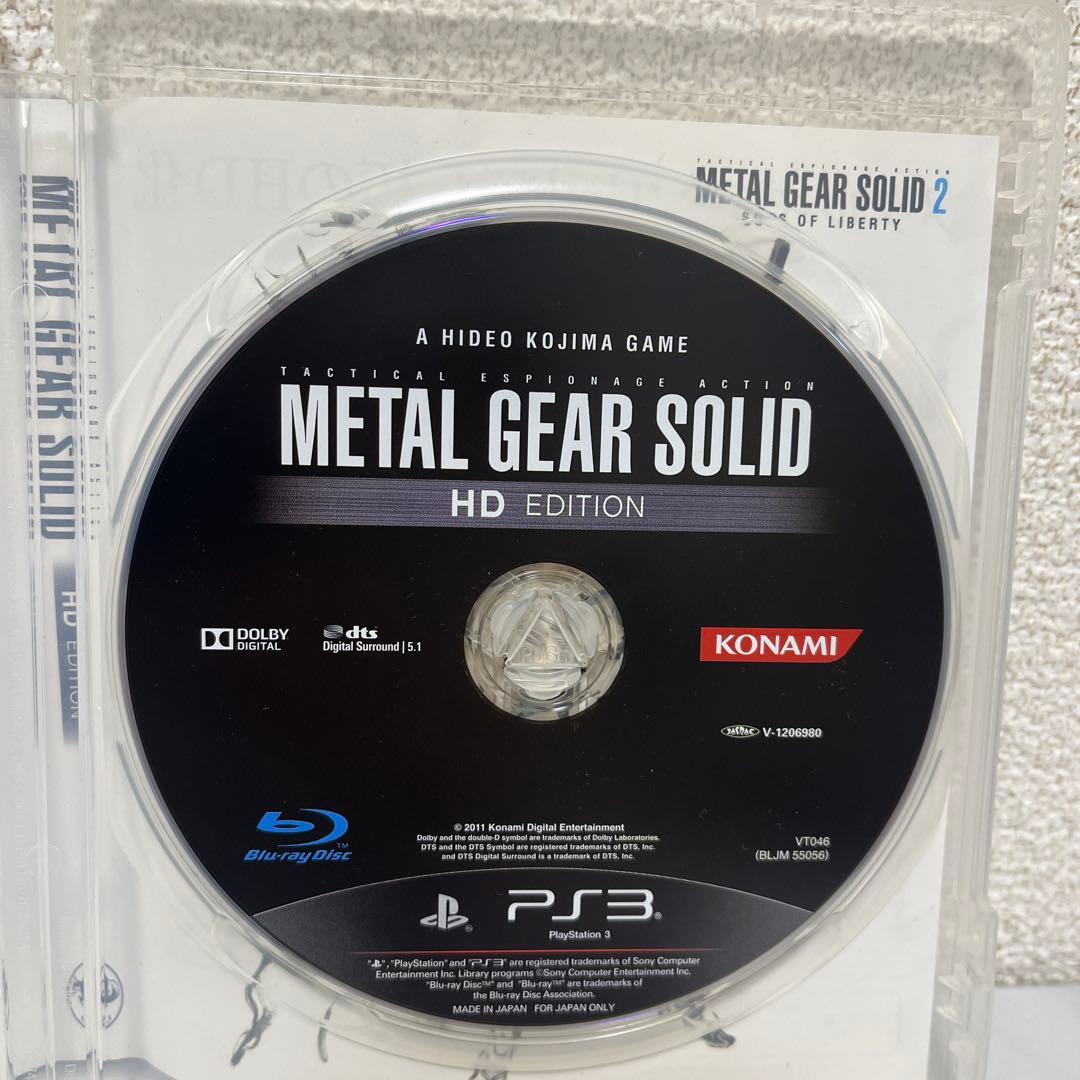 TACTICAL ESPIONAGE ACTION
METAL GEAR SOLID 2
OF LIBERTY
METAL GEAR SOLID
HD EDITION
A HIDEO KOJIMA GAME
TACTICAL ESPIONAGE ACTION
METAL GEAR SOLID
HD EDITION
DOLBY
DIGITAL
dts
Digital Surround | 5.1
KONAMI
JASRAC V-1206980
Blu-ray Disc™
© 2011 Konami Digital Entertainment
Dolby and the double-D symbol are trademarks of Dolby Laboratories.
DTS and the DTS Symbol are registered trademarks of DTS, Inc.
and DTS Digital Surround is a trademark of DTS, Inc.
VT046
(BLJM 55056)
PS3®
PlayStation 3
" ", "PlayStation" and "PS3" are registered trademarks of Sony Computer
Entertainment Inc. Library programs ©Sony Computer Entertainment Inc.
"Blu-ray Disc™" and "Blu-ray™" are trademarks of
the Blu-ray Disc Association.
MADE IN JAPAN FOR JAPAN ONLY